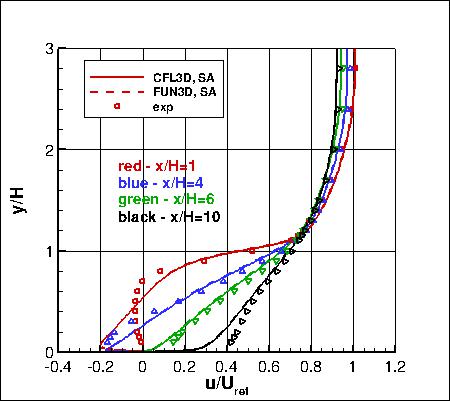 3
CFL3D, SA
FUN3D, SA
exp
2
red - x/H=1
blue - x/H=4
green - x/H=6
black - x/H=10
y/H
1
0
-0.4 -0.2 0 0.2 0.4 0.6 0.8 1 1.2
u/Uref